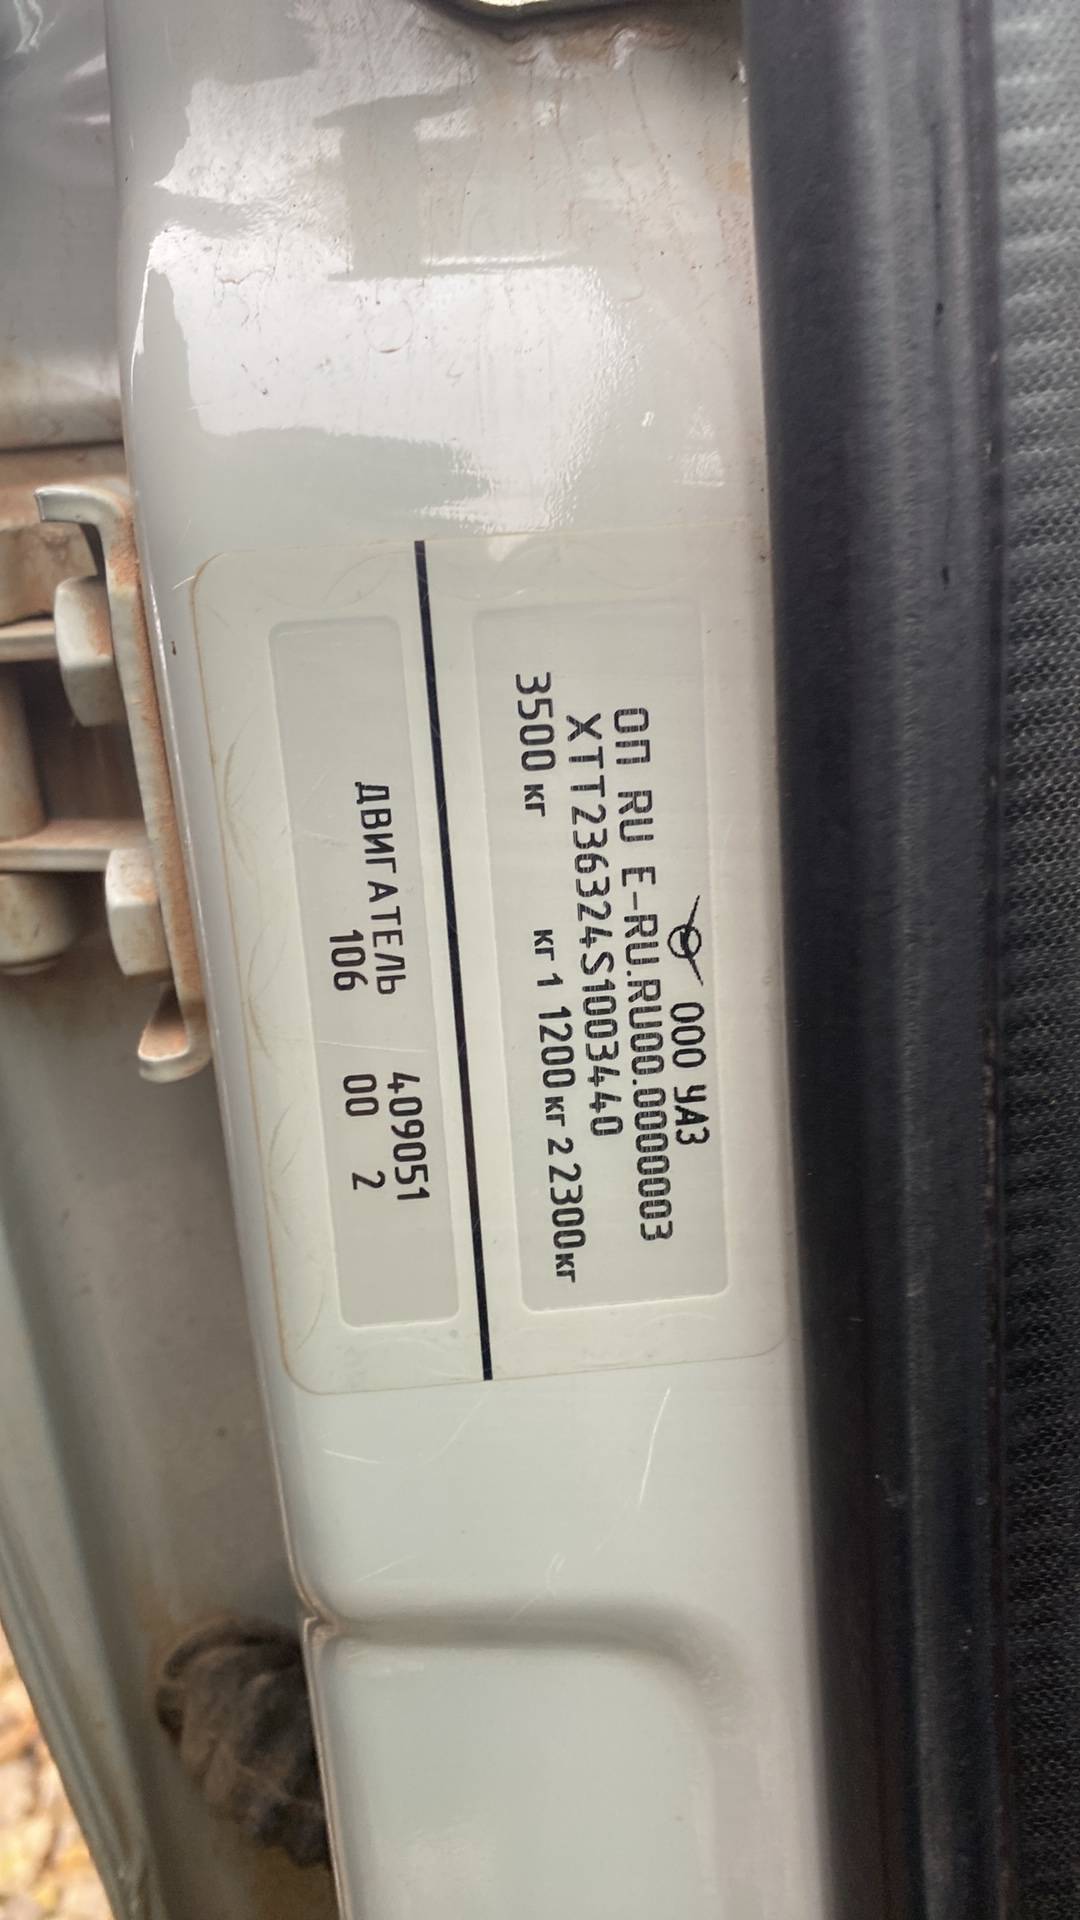 ООО УАЗ
ОП RU E-RU.RU00.0000003
XTT236324S1003440
3500 кг кг 1 1200 кг 2 2300 кг
ДВИГАТЕЛЬ 409051
106 00 2